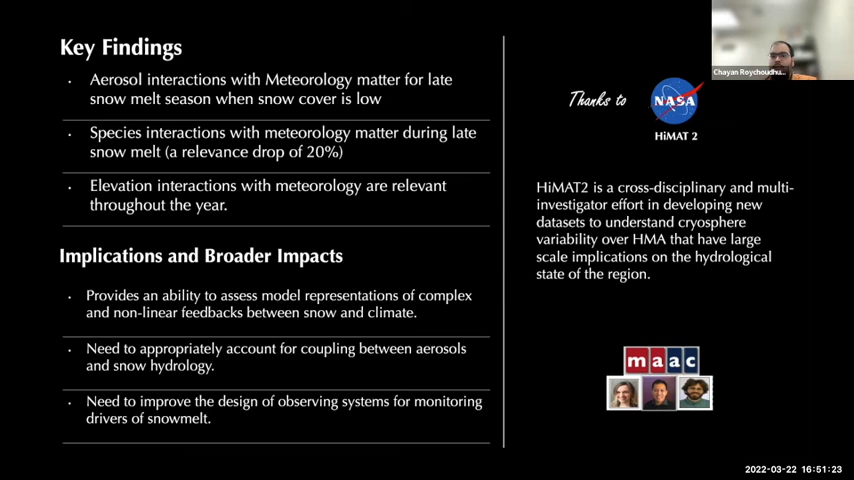 Key Findings
Aerosol interactions with Meteorology matter for late
snow melt season when snow cover is low
Species interactions with meteorology matter during late
snow melt (a relevance drop of 20%)
Elevation interactions with meteorology are relevant
throughout the year.
Implications and Broader Impacts
Provides an ability to assess model representations of complex
and non-linear feedbacks between snow and climate.
Need to appropriately account for coupling between aerosols
and snow hydrology.
Need to improve the design of observing systems for monitoring
drivers of snowmelt.
Chayan Roychoudhu...
Thanks to
NASA
HiMAT 2
HiMAT2 is a cross-disciplinary and multi-
investigator effort in developing new
datasets to understand cryosphere
variability over HMA that have large
scale implications on the hydrological
state of the region.
maac
2022-03-22 16:51:23